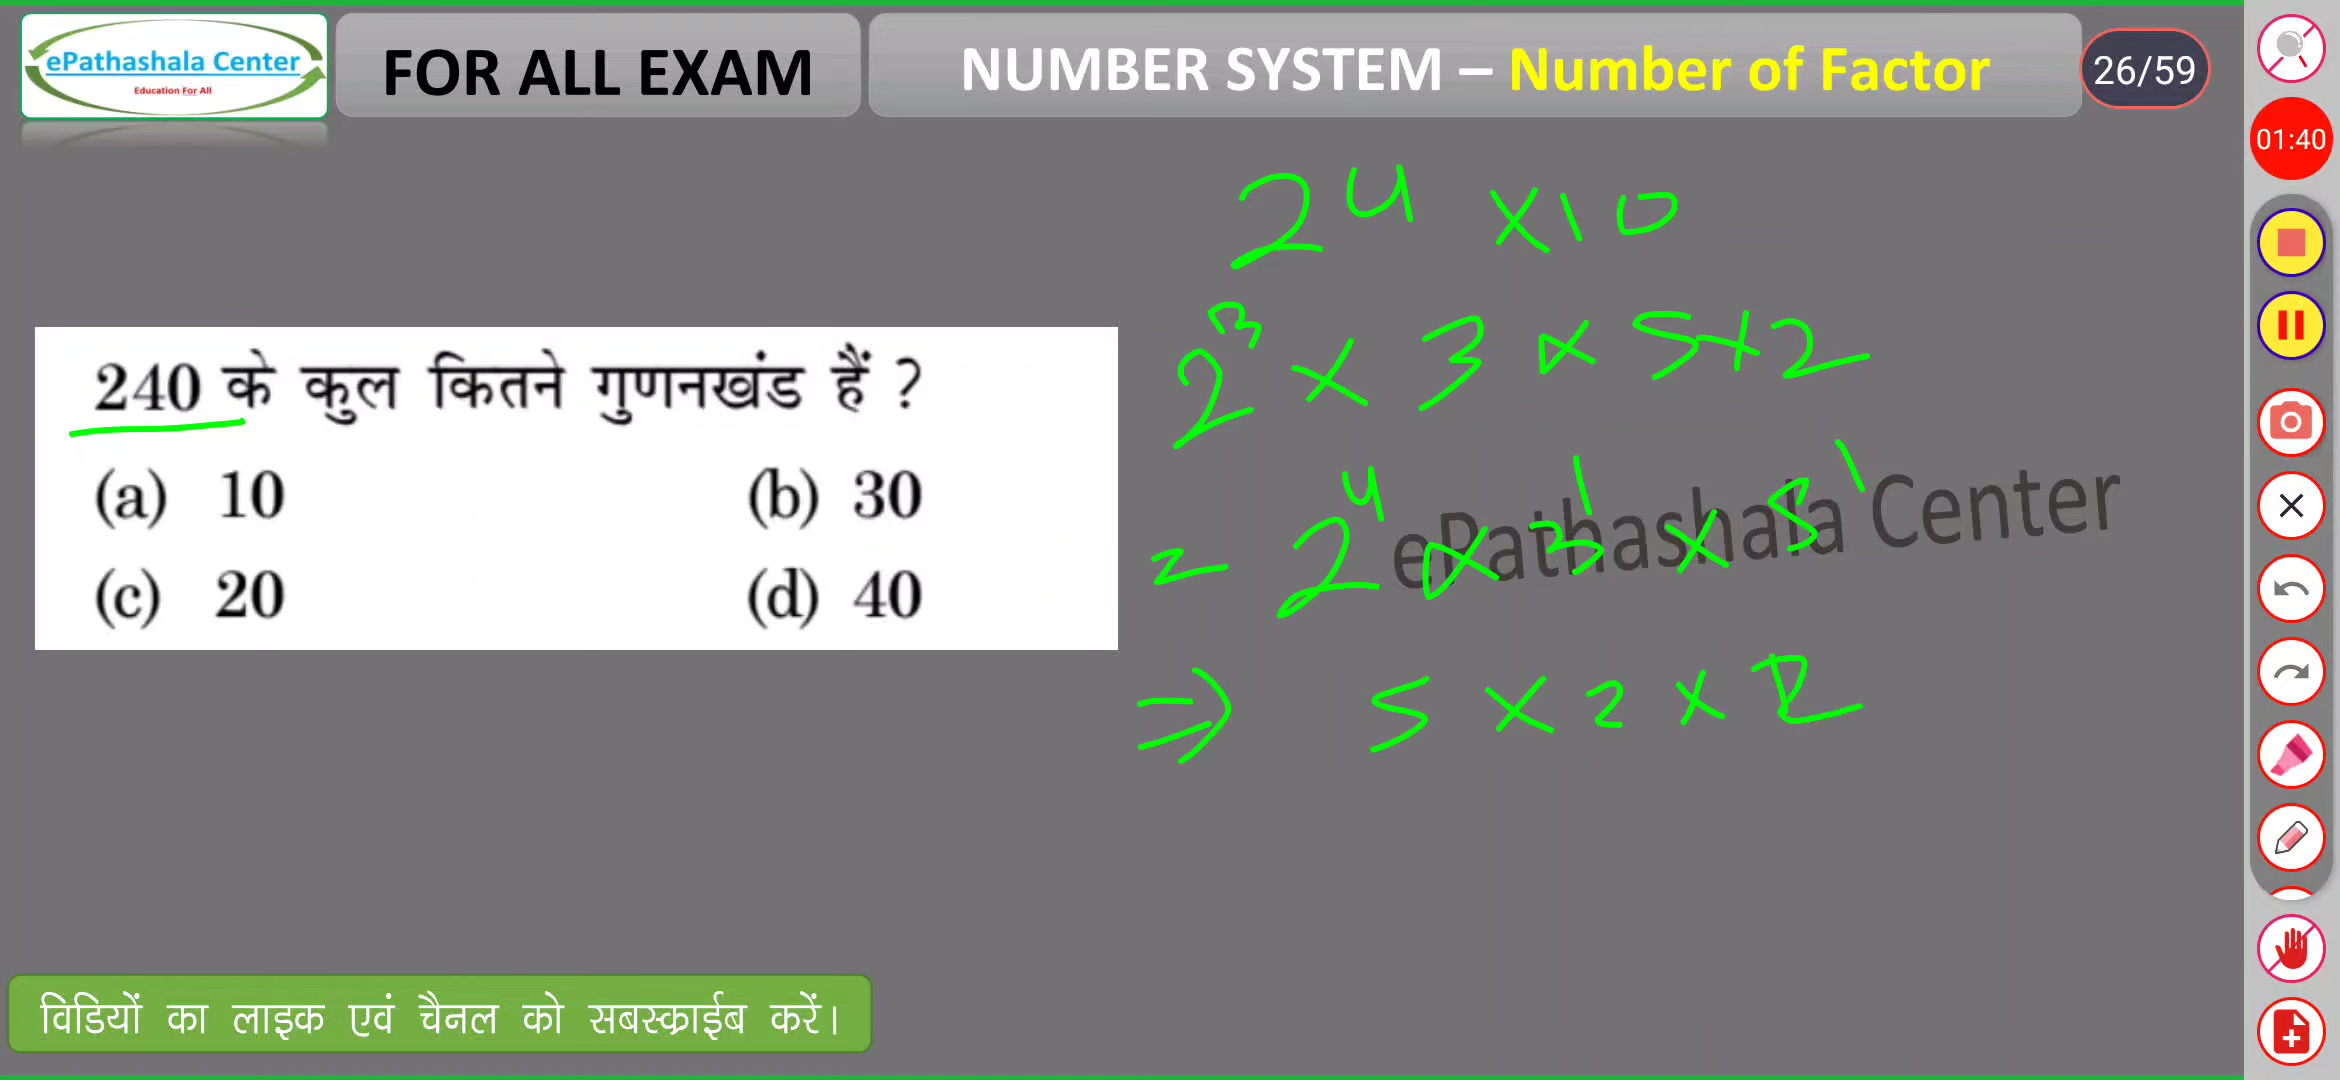 ePathashala Center
Education For All
FOR ALL EXAM
NUMBER SYSTEM – Number of Factor
26/59
01:40
24 × 10
2³ × 3 × 5 × 2
240 के कुल कितने गुणनखंड हैं ?
(a) 10 (b) 30
(c) 20 (d) 40
= 2⁴ × 3¹ × 5¹
ePathashala Center
⇒ 5 × 2 × 2
विडियों का लाइक एवं चैनल को सबस्क्राईब करें।